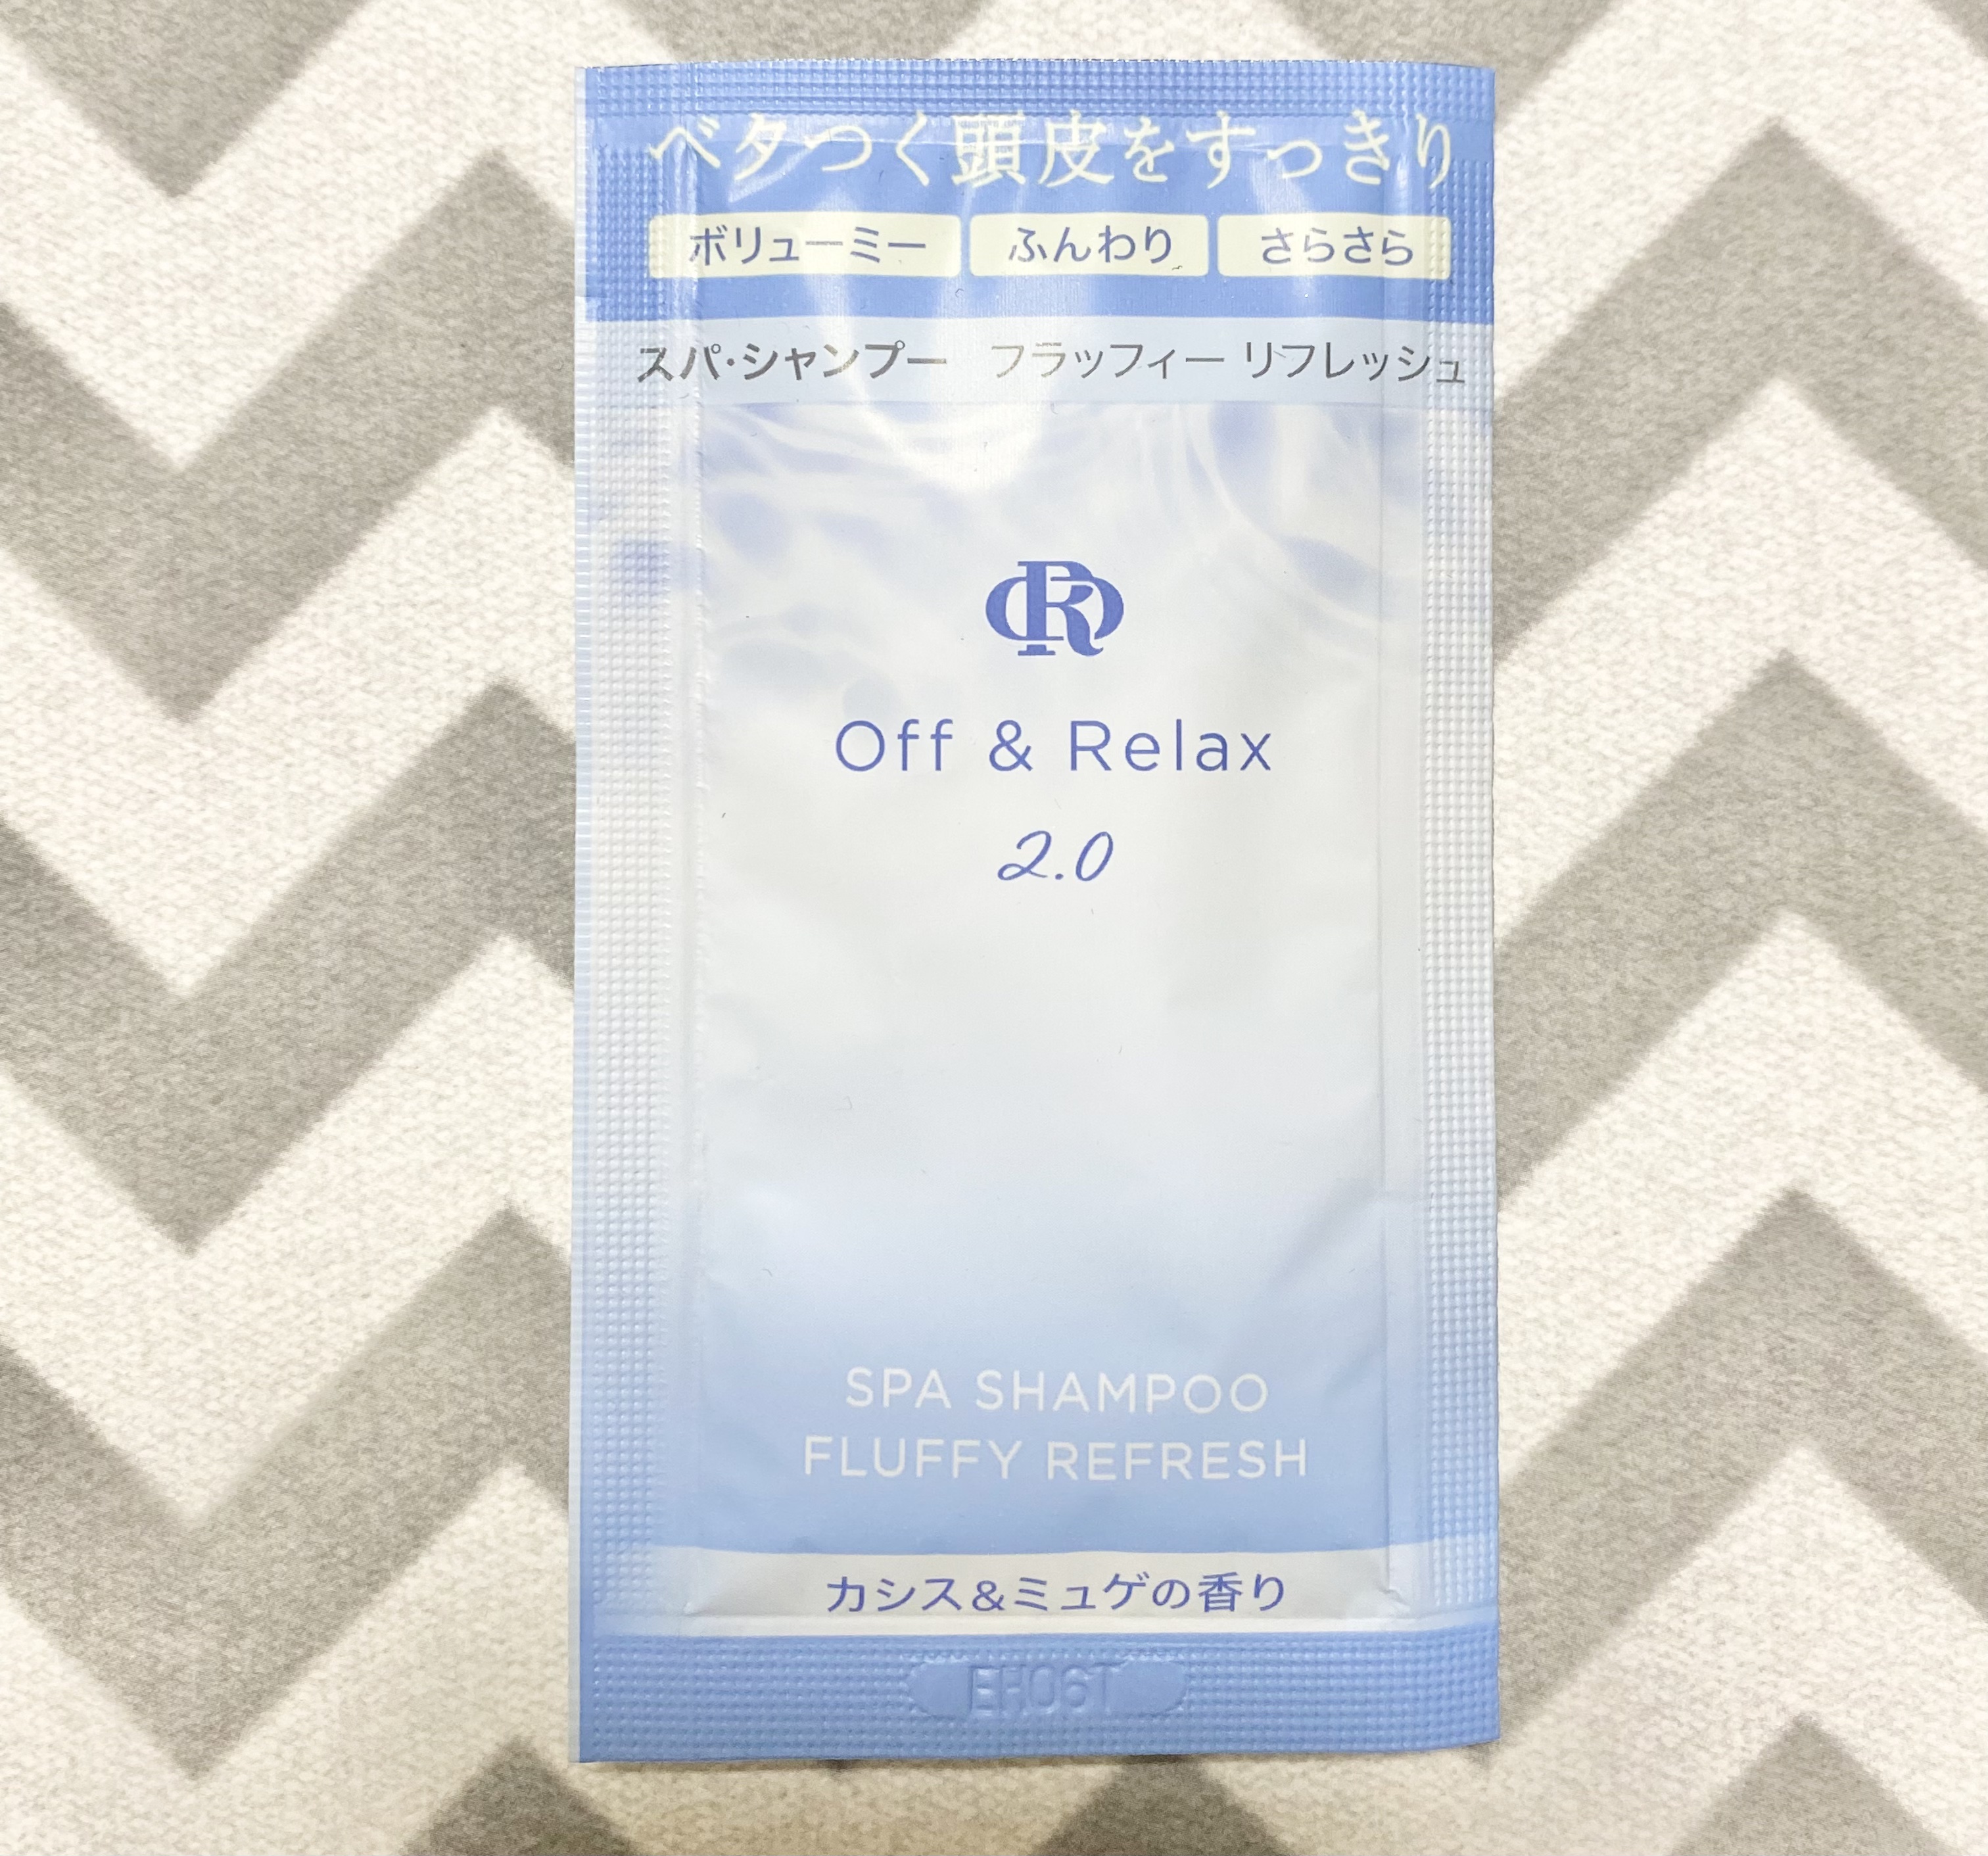 ベタつく頭皮をすっきり
ボリューミー ふんわり さらさら
スパ・シャンプー フラッフィー リフレッシュ
OR
Off & Relax
2.0
SPA SHAMPOO
FLUFFY REFRESH
カシス&ミュゲの香り
EH06T